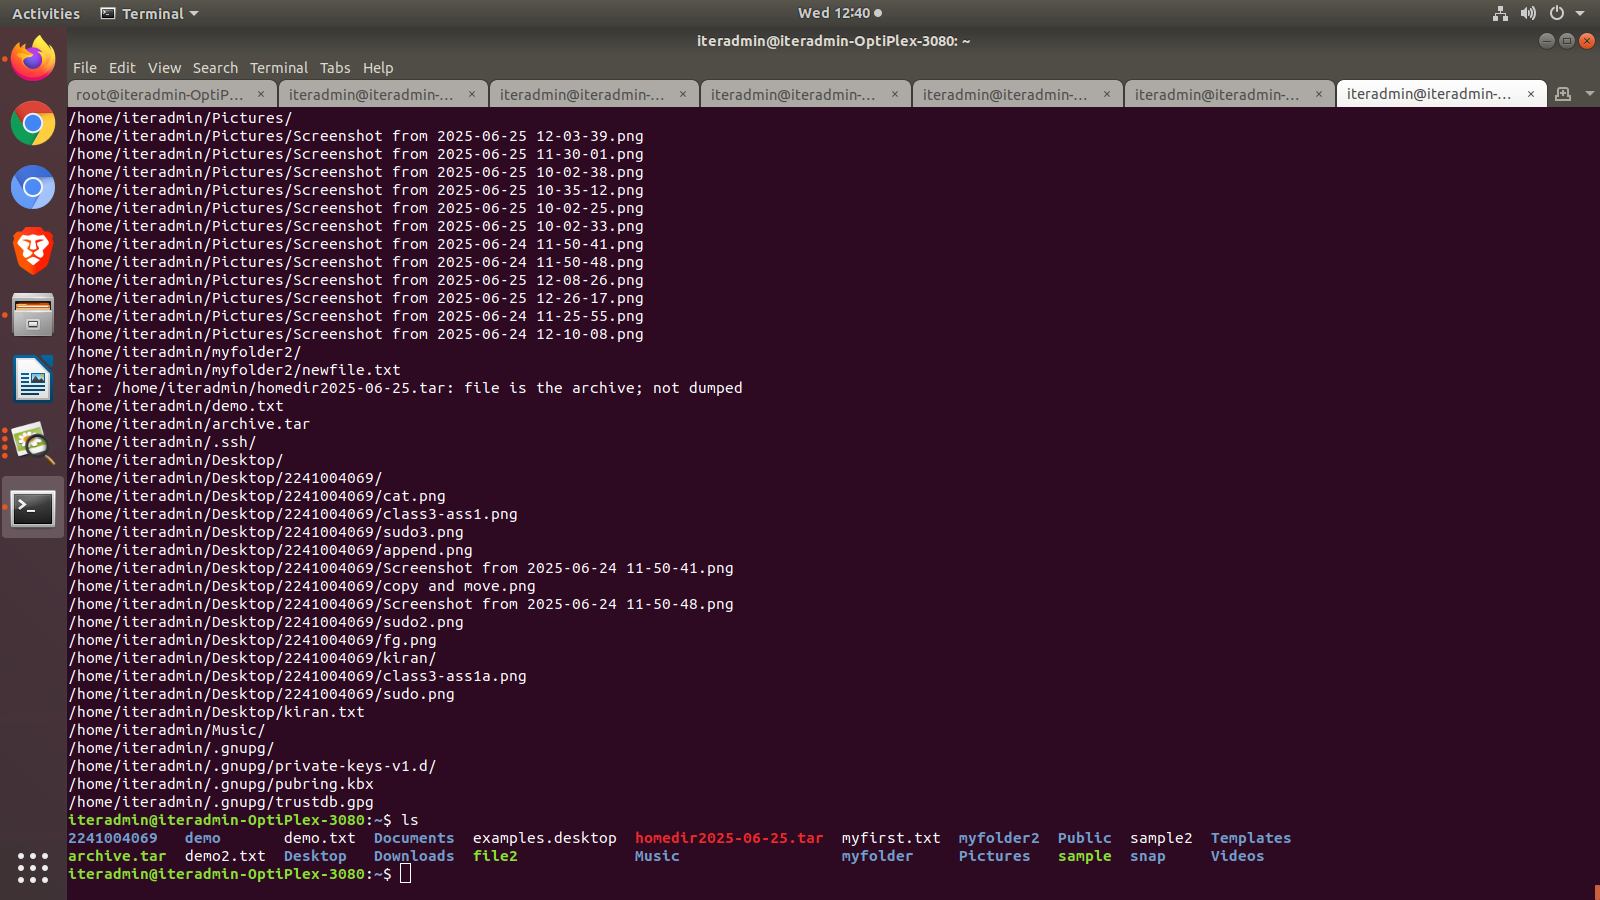 Activities Terminal Wed 12:40
iteradmin@iteradmin-OptiPlex-3080: ~
File Edit View Search Terminal Tabs Help
root@iteradmin-OptiP... × iteradmin@iteradmin-... × iteradmin@iteradmin-... × iteradmin@iteradmin-... × iteradmin@iteradmin-... × iteradmin@iteradmin-... × iteradmin@iteradmin-... ×
/home/iteradmin/Pictures/
/home/iteradmin/Pictures/Screenshot from 2025-06-25 12-03-39.png
/home/iteradmin/Pictures/Screenshot from 2025-06-25 11-30-01.png
/home/iteradmin/Pictures/Screenshot from 2025-06-25 10-02-38.png
/home/iteradmin/Pictures/Screenshot from 2025-06-25 10-35-12.png
/home/iteradmin/Pictures/Screenshot from 2025-06-25 10-02-25.png
/home/iteradmin/Pictures/Screenshot from 2025-06-25 10-02-33.png
/home/iteradmin/Pictures/Screenshot from 2025-06-24 11-50-41.png
/home/iteradmin/Pictures/Screenshot from 2025-06-24 11-50-48.png
/home/iteradmin/Pictures/Screenshot from 2025-06-25 12-08-26.png
/home/iteradmin/Pictures/Screenshot from 2025-06-25 12-26-17.png
/home/iteradmin/Pictures/Screenshot from 2025-06-24 11-25-55.png
/home/iteradmin/Pictures/Screenshot from 2025-06-24 12-10-08.png
/home/iteradmin/myfolder2/
/home/iteradmin/myfolder2/newfile.txt
tar: /home/iteradmin/homedir2025-06-25.tar: file is the archive; not dumped
/home/iteradmin/demo.txt
/home/iteradmin/archive.tar
/home/iteradmin/.ssh/
/home/iteradmin/Desktop/
/home/iteradmin/Desktop/2241004069/
/home/iteradmin/Desktop/2241004069/cat.png
/home/iteradmin/Desktop/2241004069/class3-ass1.png
/home/iteradmin/Desktop/2241004069/sudo3.png
/home/iteradmin/Desktop/2241004069/append.png
/home/iteradmin/Desktop/2241004069/Screenshot from 2025-06-24 11-50-41.png
/home/iteradmin/Desktop/2241004069/copy and move.png
/home/iteradmin/Desktop/2241004069/Screenshot from 2025-06-24 11-50-48.png
/home/iteradmin/Desktop/2241004069/sudo2.png
/home/iteradmin/Desktop/2241004069/fg.png
/home/iteradmin/Desktop/2241004069/kiran/
/home/iteradmin/Desktop/2241004069/class3-ass1a.png
/home/iteradmin/Desktop/2241004069/sudo.png
/home/iteradmin/Desktop/kiran.txt
/home/iteradmin/Music/
/home/iteradmin/.gnupg/
/home/iteradmin/.gnupg/private-keys-v1.d/
/home/iteradmin/.gnupg/pubring.kbx
/home/iteradmin/.gnupg/trustdb.gpg
iteradmin@iteradmin-OptiPlex-3080:~$ ls
2241004069 demo demo.txt Documents examples.desktop homedir2025-06-25.tar myfirst.txt myfolder2 Public sample2 Templates
archive.tar demo2.txt Desktop Downloads file2 Music myfolder Pictures sample snap Videos
iteradmin@iteradmin-OptiPlex-3080:~$